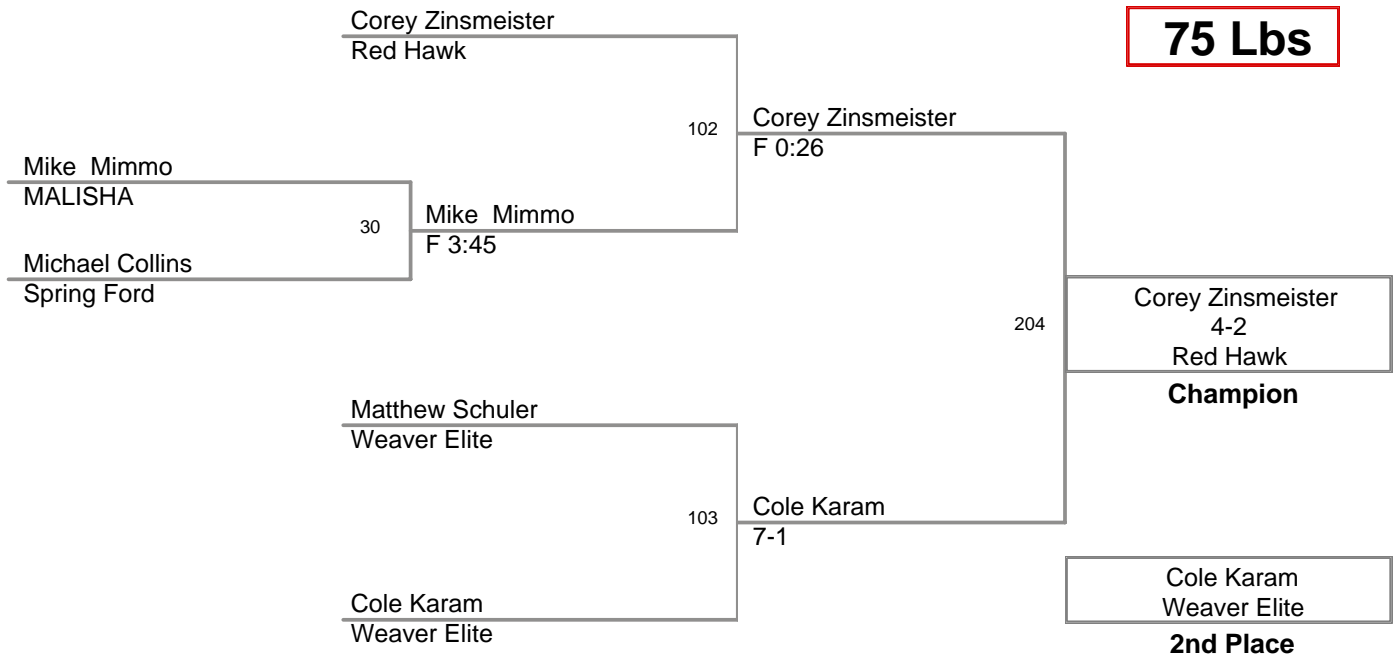 Corey Zinsmeister
Red Hawk
75 Lbs
102
Corey Zinsmeister
F 0:26
Mike  Mimmo
MALISHA
30
Mike  Mimmo
F 3:45
Michael Collins
Spring Ford
204
Corey Zinsmeister
4-2
Red Hawk
Champion
Matthew Schuler
Weaver Elite
103
Cole Karam
7-1
Cole Karam
Weaver Elite
Cole Karam
Weaver Elite
2nd Place